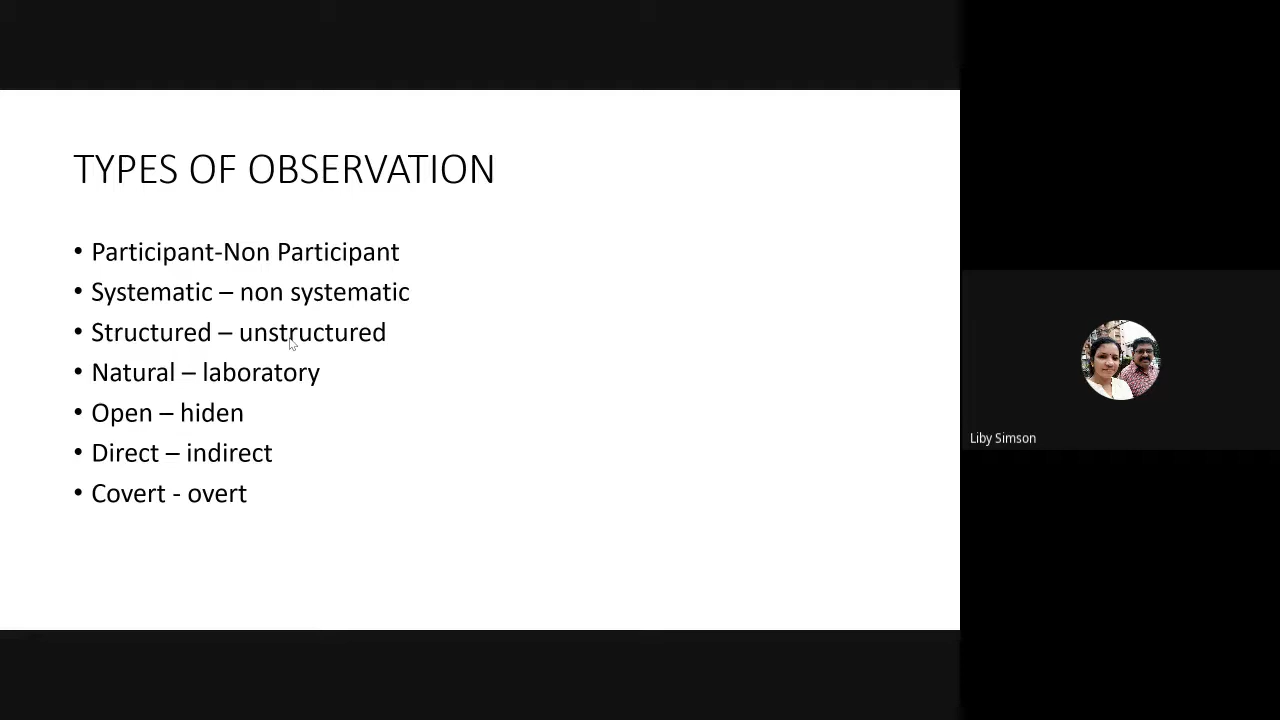 TYPES OF OBSERVATION
• Participant-Non Participant
• Systematic – non systematic
• Structured – unstructured
• Natural – laboratory
• Open – hiden
• Direct – indirect
• Covert - overt
Liby Simson